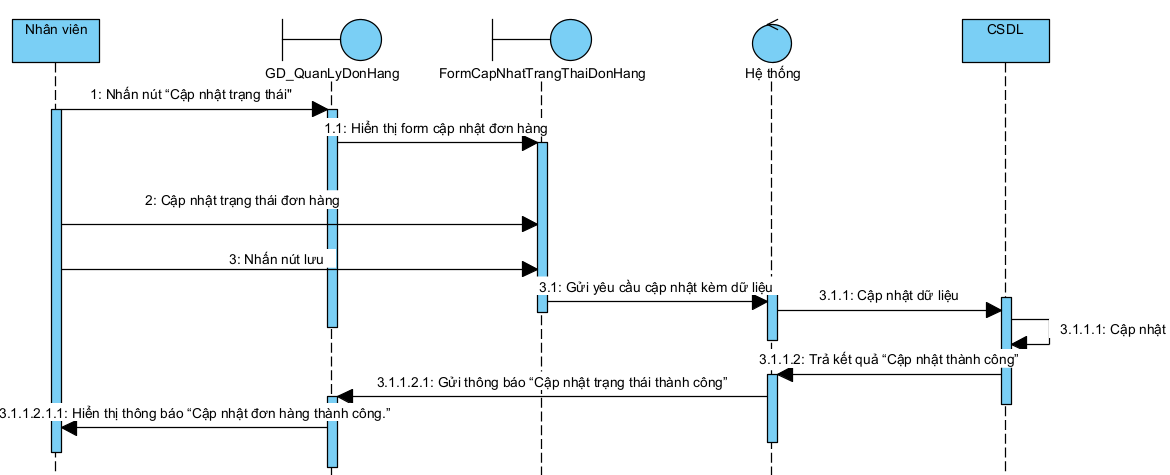 Nhân viên
GD_QuanLyDonHang
FormCapNhatTrangThaiDonHang
Hệ thống
CSDL
1: Nhấn nút “Cập nhật trạng thái"
1.1: Hiển thị form cập nhật đơn hàng
2: Cập nhật trạng thái đơn hàng
3: Nhấn nút lưu
3.1: Gửi yêu cầu cập nhật kèm dữ liệu
3.1.1: Cập nhật dữ liệu
3.1.1.1: Cập nhật
3.1.1.2: Trả kết quả “Cập nhật thành công”
3.1.1.2.1: Gửi thông báo “Cập nhật trạng thái thành công”
3.1.1.2.1.1: Hiển thị thông báo “Cập nhật đơn hàng thành công.”